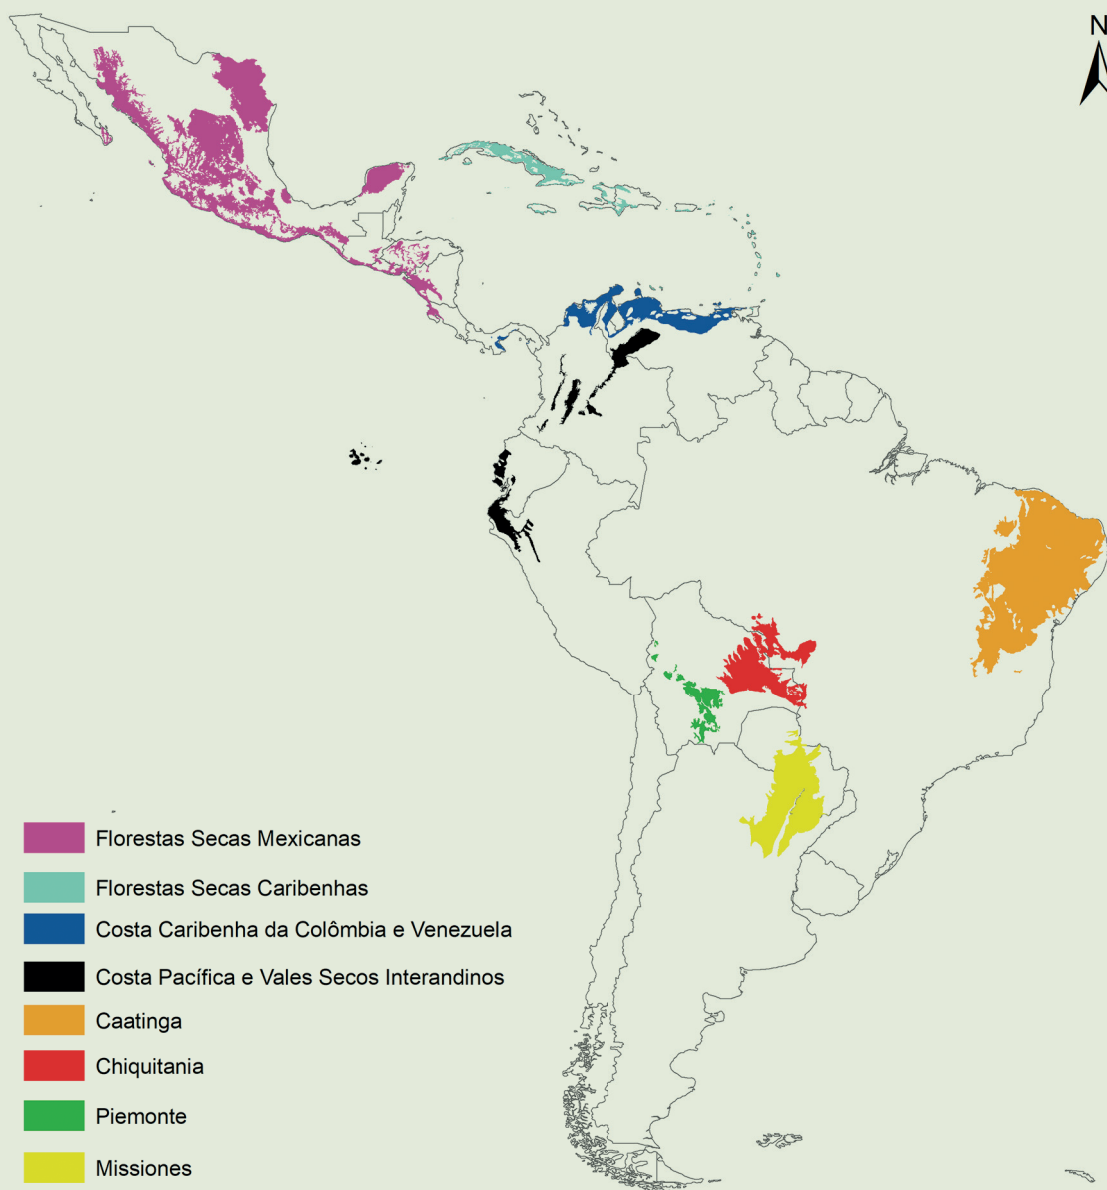 N
Florestas Secas Mexicanas
Florestas Secas Caribenhas
Costa Caribenha da Colômbia e Venezuela
Costa Pacífica e Vales Secos Interandinos
Caatinga
Chiquitania
Piemonte
Missiones